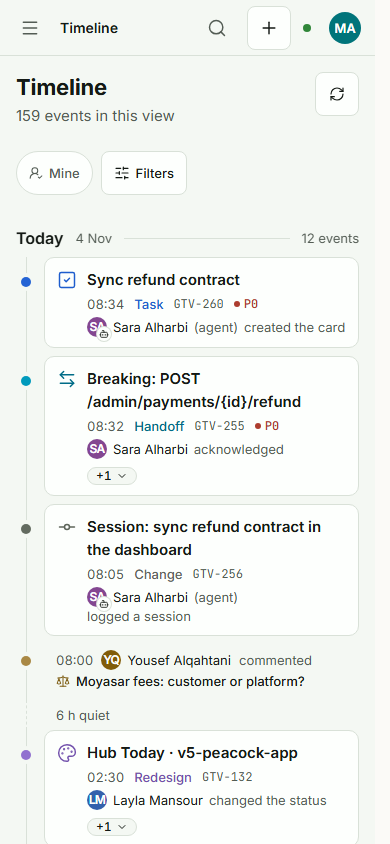 Timeline
MA
Timeline
159 events in this view
Mine
Filters
Today 4 Nov 12 events
Sync refund contract
08:34 Task GTV-260 P0
SA Sara Alharbi (agent) created the card
Breaking: POST
/admin/payments/{id}/refund
08:32 Handoff GTV-255 P0
SA Sara Alharbi acknowledged
+1
Session: sync refund contract in
the dashboard
08:05 Change GTV-256
SA Sara Alharbi (agent)
logged a session
08:00 YQ Yousef Alqahtani commented
Moyasar fees: customer or platform?
6 h quiet
Hub Today · v5-peacock-app
02:30 Redesign GTV-132
LM Layla Mansour changed the status
+1